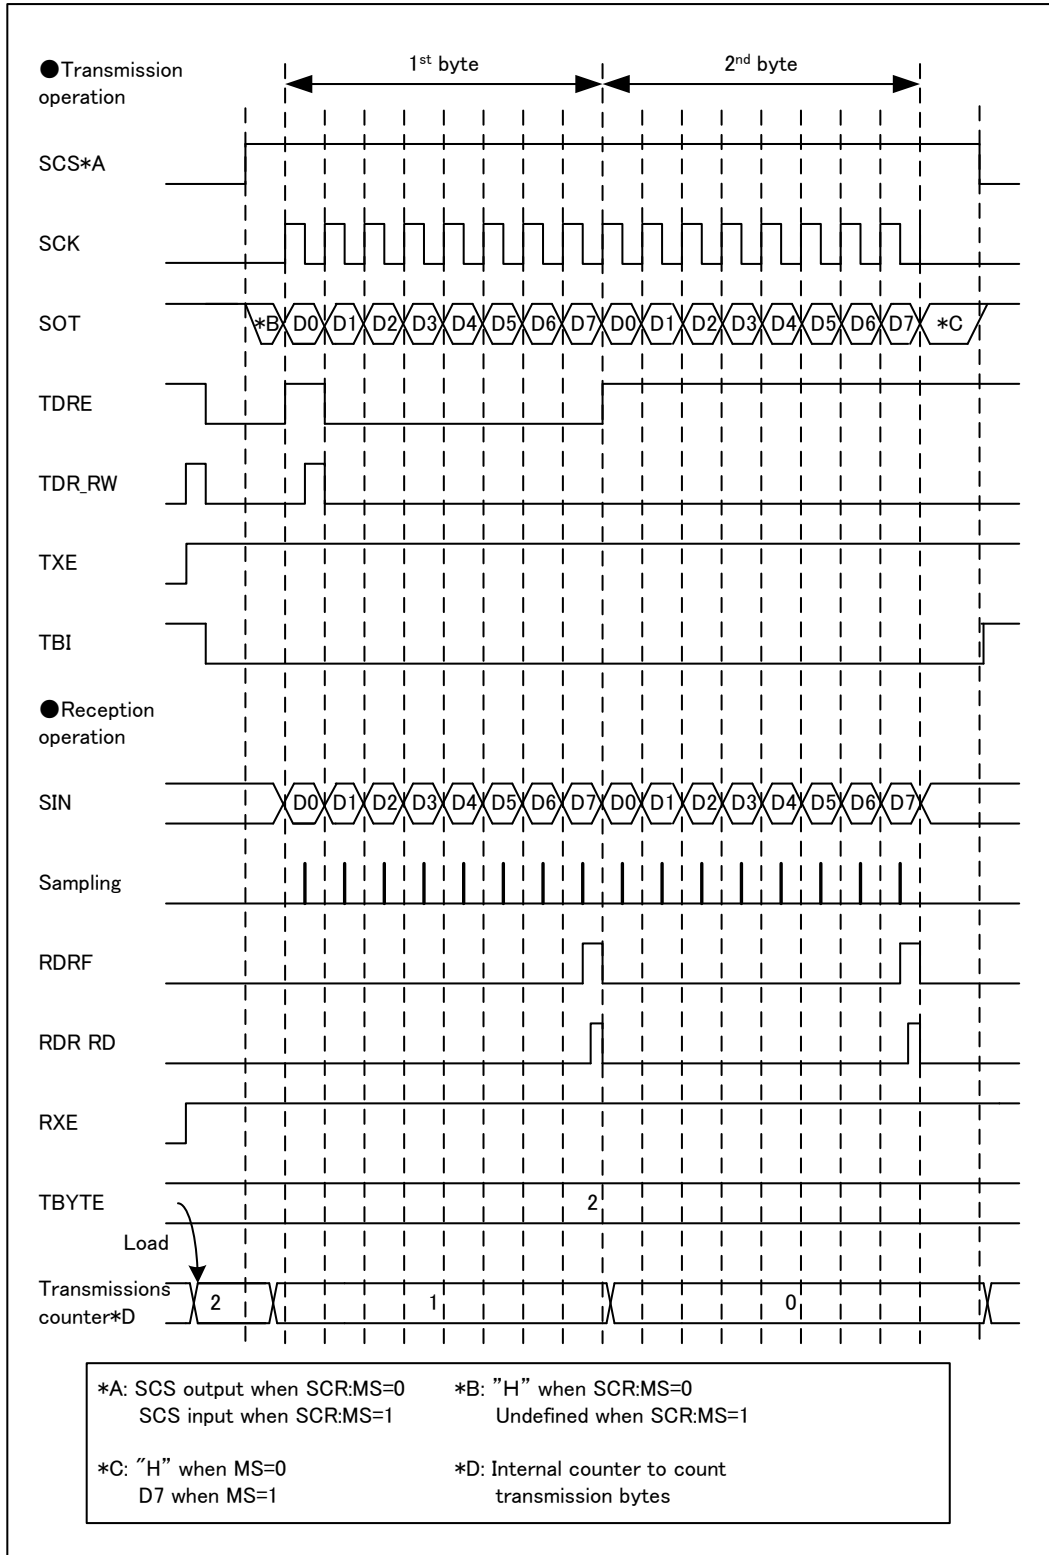 ●Transmission
operation
1st byte
2nd byte
SCS*A
SCK
SOT
*B D0 D1 D2 D3 D4 D5 D6 D7 D0 D1 D2 D3 D4 D5 D6 D7 *C
TDRE
TDR_RW
TXE
TBI
●Reception
operation
SIN
D0 D1 D2 D3 D4 D5 D6 D7 D0 D1 D2 D3 D4 D5 D6 D7
Sampling
RDRF
RDR RD
RXE
TBYTE
2
Load
Transmissions
counter*D
2
1
0
*A: SCS output when SCR:MS=0
SCS input when SCR:MS=1
*B: ”H” when SCR:MS=0
Undefined when SCR:MS=1
*C: ”H” when MS=0
D7 when MS=1
*D: Internal counter to count
transmission bytes